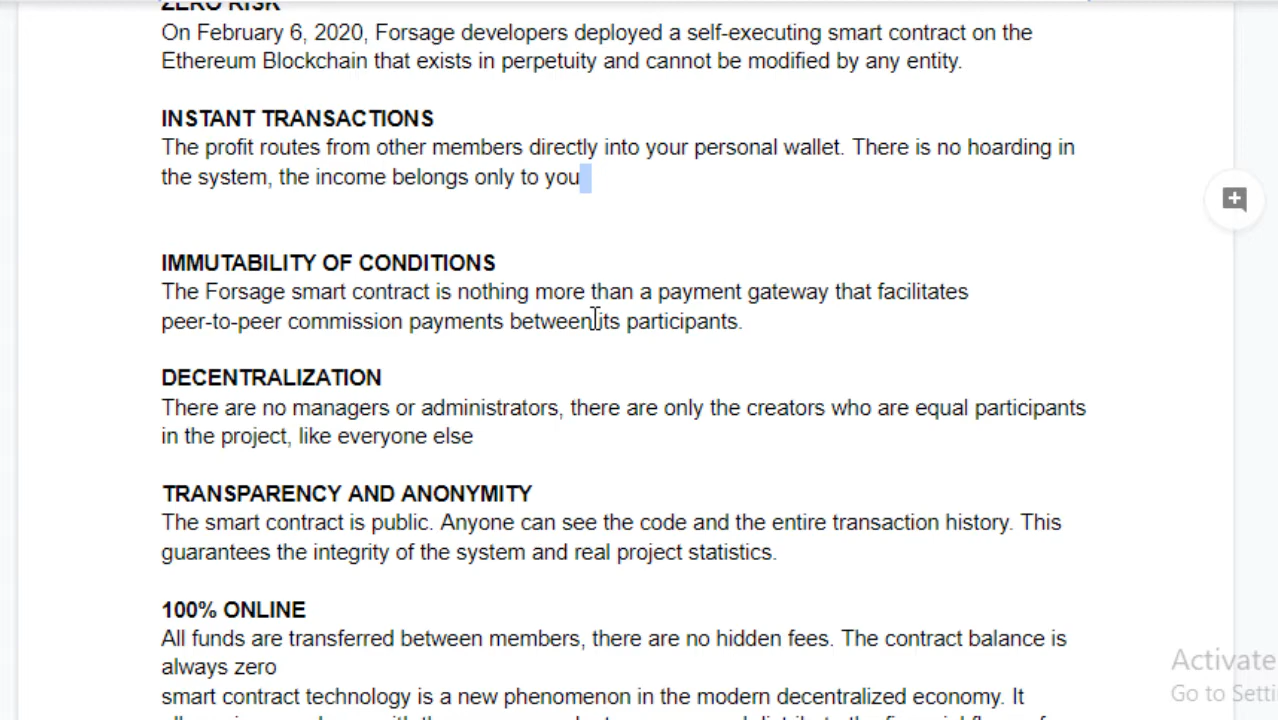 ZERO RISK
On February 6, 2020, Forsage developers deployed a self-executing smart contract on the
Ethereum Blockchain that exists in perpetuity and cannot be modified by any entity.
INSTANT TRANSACTIONS
The profit routes from other members directly into your personal wallet. There is no hoarding in
the system, the income belongs only to you
IMMUTABILITY OF CONDITIONS
The Forsage smart contract is nothing more than a payment gateway that facilitates
peer-to-peer commission payments between its participants.
DECENTRALIZATION
There are no managers or administrators, there are only the creators who are equal participants
in the project, like everyone else
TRANSPARENCY AND ANONYMITY
The smart contract is public. Anyone can see the code and the entire transaction history. This
guarantees the integrity of the system and real project statistics.
100% ONLINE
All funds are transferred between members, there are no hidden fees. The contract balance is
always zero
smart contract technology is a new phenomenon in the modern decentralized economy. It
Activate
Go to Setti